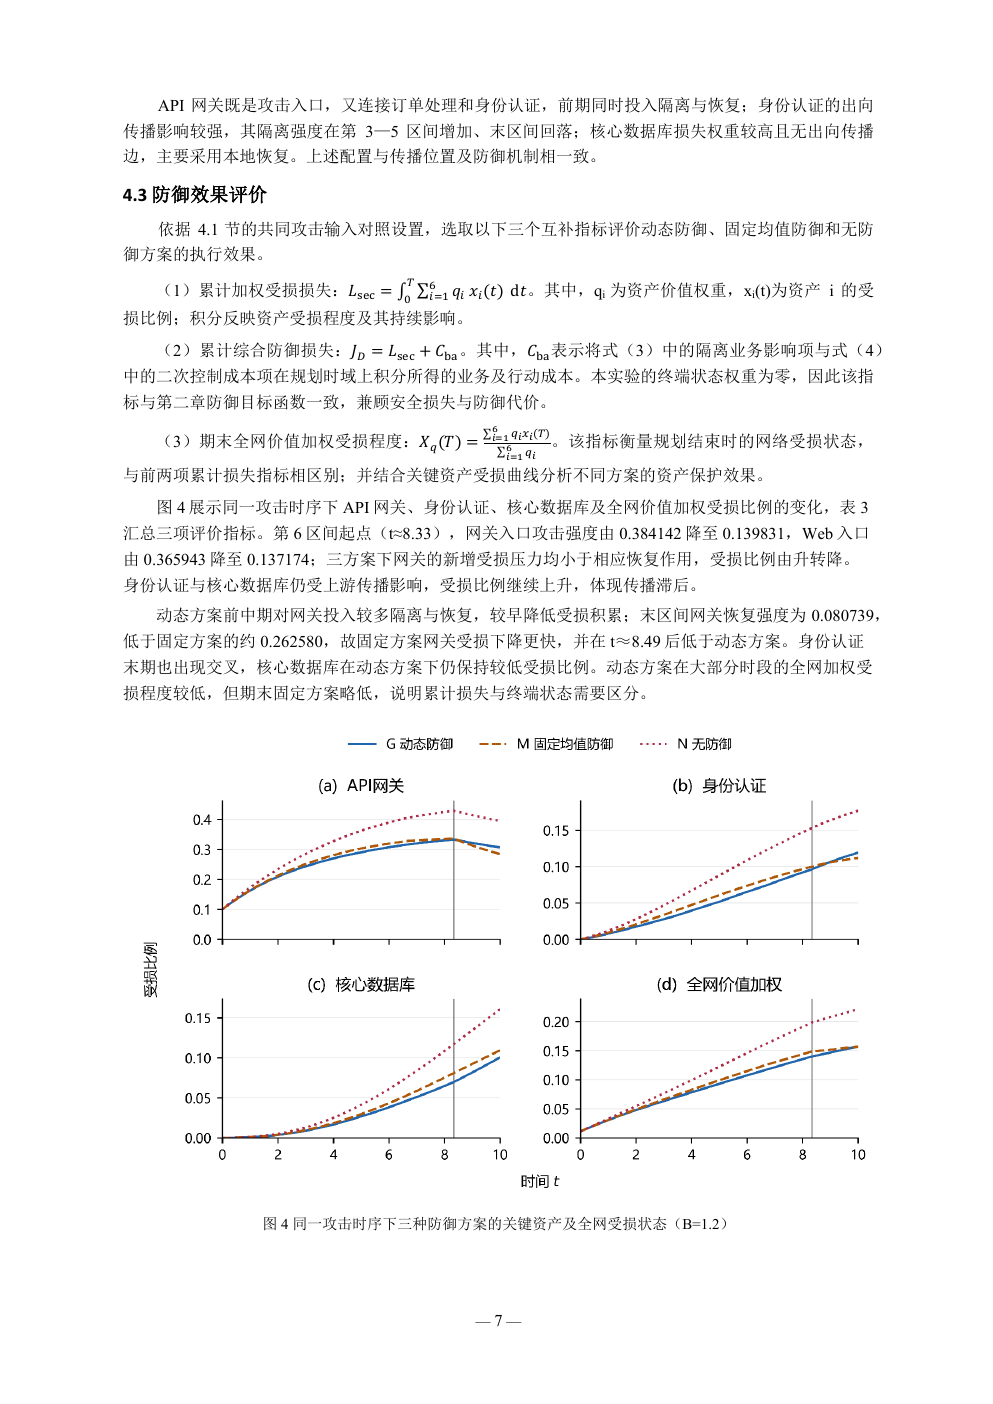 API 网关既是攻击入口，又连接订单处理和身份认证，前期同时投入隔离与恢复；身份认证的出向
传播影响较强，其隔离强度在第 3—5 区间增加、末区间回落；核心数据库损失权重较高且无出向传播
边，主要采用本地恢复。上述配置与传播位置及防御机制相一致。
4.3 防御效果评价
依据 4.1 节的共同攻击输入对照设置，选取以下三个互补指标评价动态防御、固定均值防御和无防
御方案的执行效果。
（1）累计加权受损损失：L_sec = ∫_0^T ∑_{i=1}^6 q_i x_i(t) dt。其中，q_i 为资产价值权重，x_i(t)为资产 i 的受
损比例；积分反映资产受损程度及其持续影响。
（2）累计综合防御损失：J_D = L_sec + C_ba。其中，C_ba表示将式（3）中的隔离业务影响项与式（4）
中的二次控制成本项在规划时域上积分所得的业务及行动成本。本实验的终端状态权重为零，因此该指
标与第二章防御目标函数一致，兼顾安全损失与防御代价。
（3）期末全网价值加权受损程度：X_q(T) = ∑_{i=1}^6 q_i x_i(T) / ∑_{i=1}^6 q_i。该指标衡量规划结束时的网络受损状态，
与前两项累计损失指标相区别；并结合关键资产受损曲线分析不同方案的资产保护效果。
图 4 展示同一攻击时序下 API 网关、身份认证、核心数据库及全网价值加权受损比例的变化，表 3
汇总三项评价指标。第 6 区间起点（t≈8.33），网关入口攻击强度由 0.384142 降至 0.139831，Web 入口
由 0.365943 降至 0.137174；三方案下网关的新增受损压力均小于相应恢复作用，受损比例由升转降。
身份认证与核心数据库仍受上游传播影响，受损比例继续上升，体现传播滞后。
动态方案前中期对网关投入较多隔离与恢复，较早降低受损积累；末区间网关恢复强度为 0.080739，
低于固定方案的约 0.262580，故固定方案网关受损下降更快，并在 t≈8.49 后低于动态方案。身份认证
末期也出现交叉，核心数据库在动态方案下仍保持较低受损比例。动态方案在大部分时段的全网加权受
损程度较低，但期末固定方案略低，说明累计损失与终端状态需要区分。
G 动态防御 M 固定均值防御 N 无防御
(a) API网关
0.4
0.3
0.2
0.1
0.0
(b) 身份认证
0.15
0.10
0.05
0.00
受损比例
(c) 核心数据库
0.15
0.10
0.05
0.00
0 2 4 6 8 10
(d) 全网价值加权
0.20
0.15
0.10
0.05
0.00
0 2 4 6 8 10
时间 t
图 4 同一攻击时序下三种防御方案的关键资产及全网受损状态（B=1.2）
— 7 —